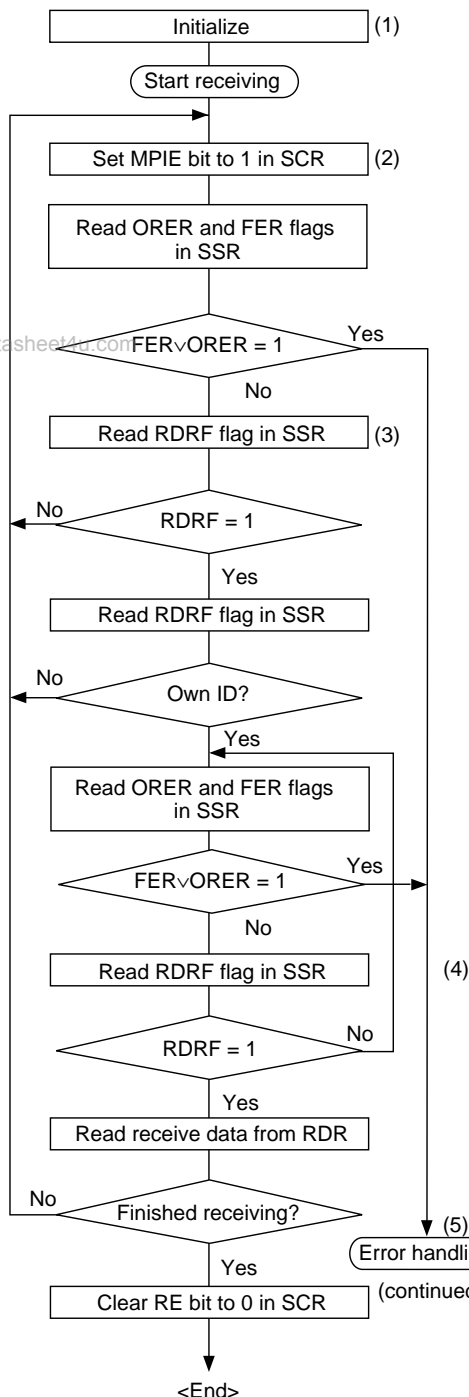 Initialize (1)
Start receiving
Set MPIE bit to 1 in SCR (2)
Read ORER and FER flags
in SSR
tasheet4u.com
FER∨ORER = 1 Yes
No
Read RDRF flag in SSR (3)
No
RDRF = 1
Yes
Read RDRF flag in SSR
No
Own ID?
Yes
Read ORER and FER flags
in SSR
Yes
FER∨ORER = 1
No
Read RDRF flag in SSR (4)
No
RDRF = 1
Yes
Read receive data from RDR
No
Finished receiving? (5)
Yes Error handli
Clear RE bit to 0 in SCR (continued
<End>